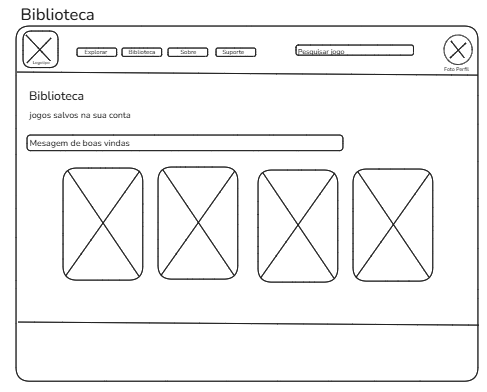 Biblioteca
Logotipo
Explorar
Biblioteca
Sobre
Suporte
Pesquisar jogo
Foto Perfil
Biblioteca
jogos salvos na sua conta
Mesagem de boas vindas